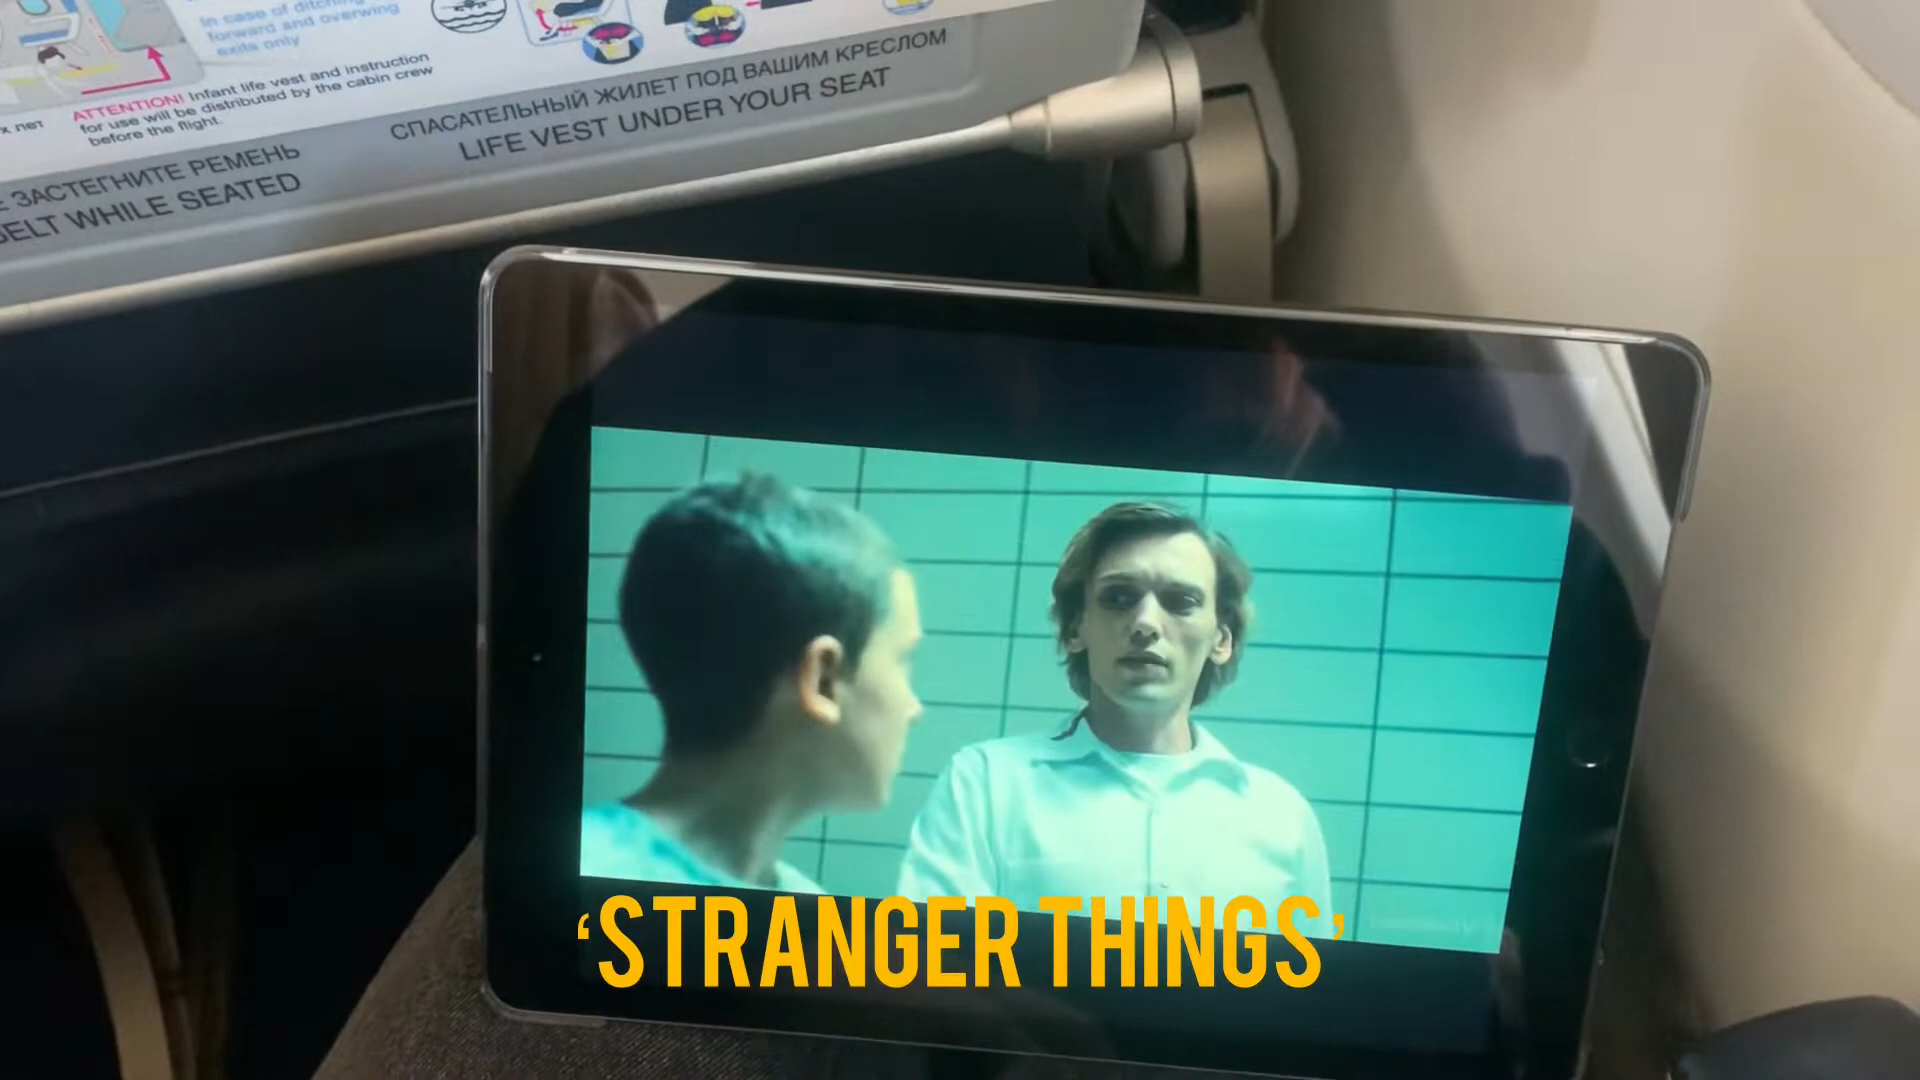 In case of ditching
forward and overwing
exits only
ATTENTION! Infant life vest and instruction
for use will be distributed by the cabin crew
before the flight.
х лет
СПАСАТЕЛЬНЫЙ ЖИЛЕТ ПОД ВАШИМ КРЕСЛОМ
LIFE VEST UNDER YOUR SEAT
ЗАСТЕГНИТЕ РЕМЕНЬ
BELT WHILE SEATED
‘STRANGER THINGS’